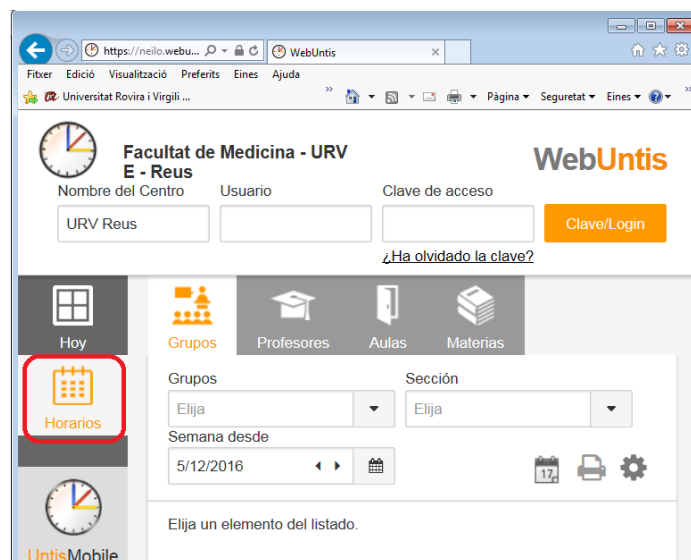 https://neilo.webu...
WebUntis
Fitxer Edició Visualització Preferits Eines Ajuda
Universitat Rovira i Virgili ...
»
Pàgina
Seguretat
Eines
»
Facultat de Medicina - URV
E - Reus
WebUntis
Nombre del Centro
Usuario
Clave de acceso
URV Reus
Clave/Login
¿Ha olvidado la clave?
Hoy
Grupos
Profesores
Aulas
Materias
Horarios
Grupos
Sección
Elija
Elija
Semana desde
5/12/2016
17
Elija un elemento del listado.
UntisMobile